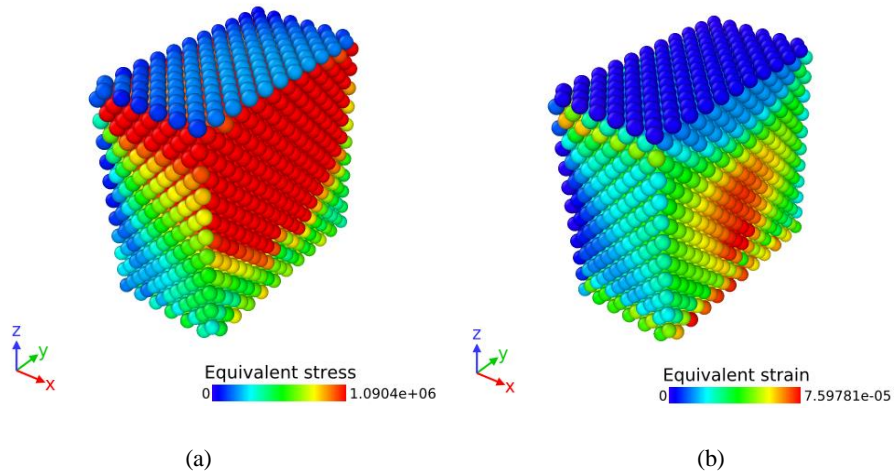 z
y
x
Equivalent stress
0 1.0904e+06
(a)
z
y
x
Equivalent strain
0 7.59781e-05
(b)